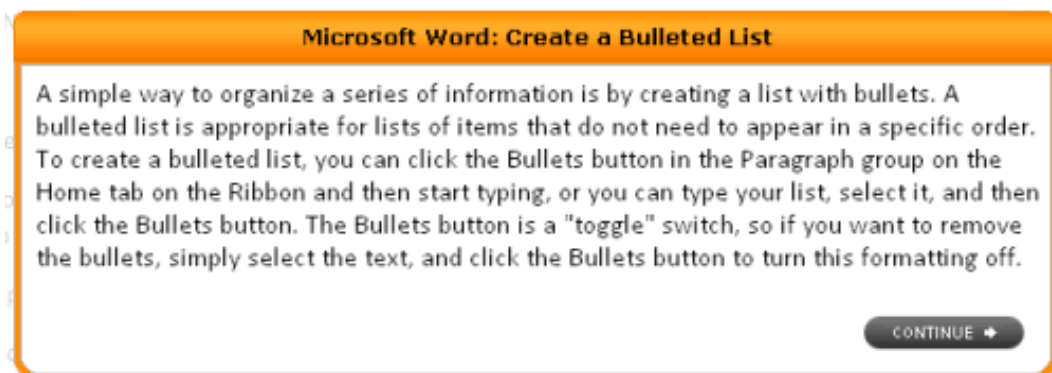 Microsoft Word: Create a Bulleted List
A simple way to organize a series of information is by creating a list with bullets. A
bulleted list is appropriate for lists of items that do not need to appear in a specific order.
To create a bulleted list, you can click the Bullets button in the Paragraph group on the
Home tab on the Ribbon and then start typing, or you can type your list, select it, and then
click the Bullets button. The Bullets button is a "toggle" switch, so if you want to remove
the bullets, simply select the text, and click the Bullets button to turn this formatting off.
CONTINUE